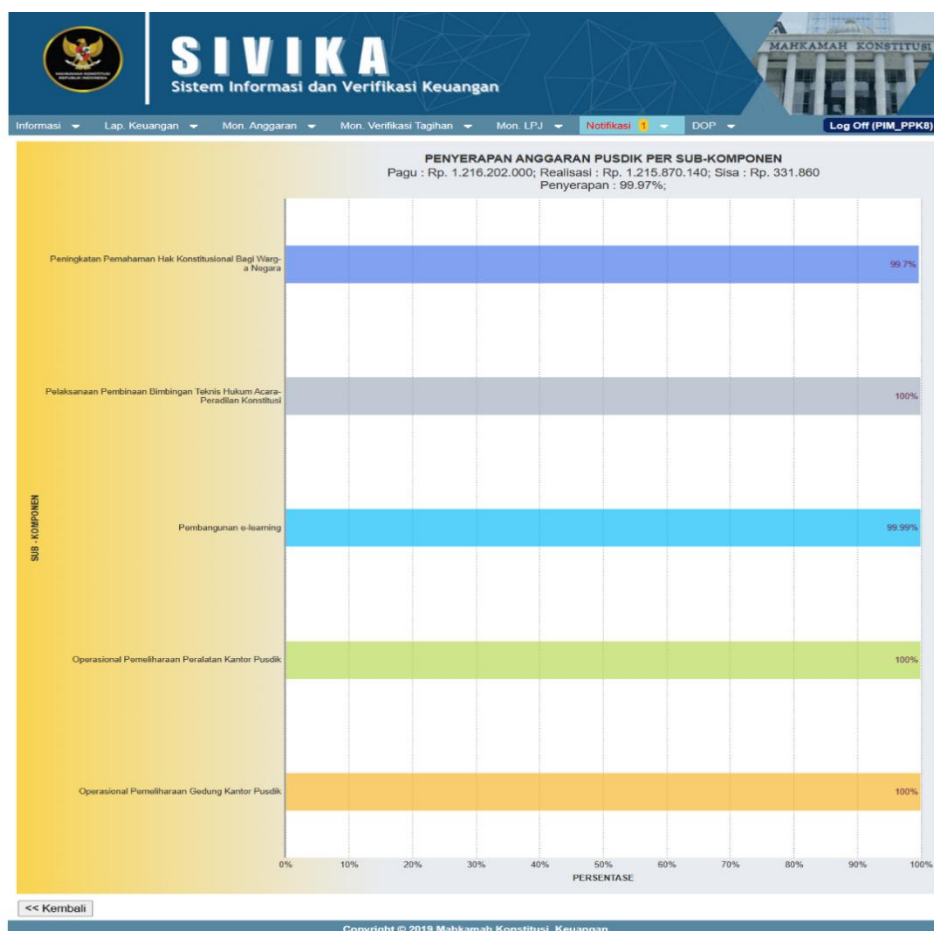 SIVIKA
Sistem Informasi dan Verifikasi Keuangan
MAHKAMAH KONSTITUSI
MAHKAMAH KONSTITUSI
REPUBLIK INDONESIA
Informasi Lap. Keuangan Mon. Anggaran Mon. Verifikasi Tagihan Mon. LPJ Notifikasi 1 DOP Log Off (PIM_PPK8)
PENYERAPAN ANGGARAN PUSDIK PER SUB-KOMPONEN
Pagu : Rp. 1.216.202.000; Realisasi : Rp. 1.215.870.140; Sisa : Rp. 331.860
Penyerapan : 99.97%;
Peningkatan Pemahaman Hak Konstitusional Bagi Warg-
a Negara
99.7%
Pelaksanaan Pembinaan Bimbingan Teknis Hukum Acara-
Peradilan Konstitusi
100%
SUB - KOMPONEN
Pembangunan e-learning
99.99%
Operasional Pemeliharaan Peralatan Kantor Pusdik
100%
Operasional Pemeliharaan Gedung Kantor Pusdik
100%
0% 10% 20% 30% 40% 50% 60% 70% 80% 90% 100%
PERSENTASE
<< Kembali
Copyright © 2019 Mahkamah Konstitusi. Keuangan